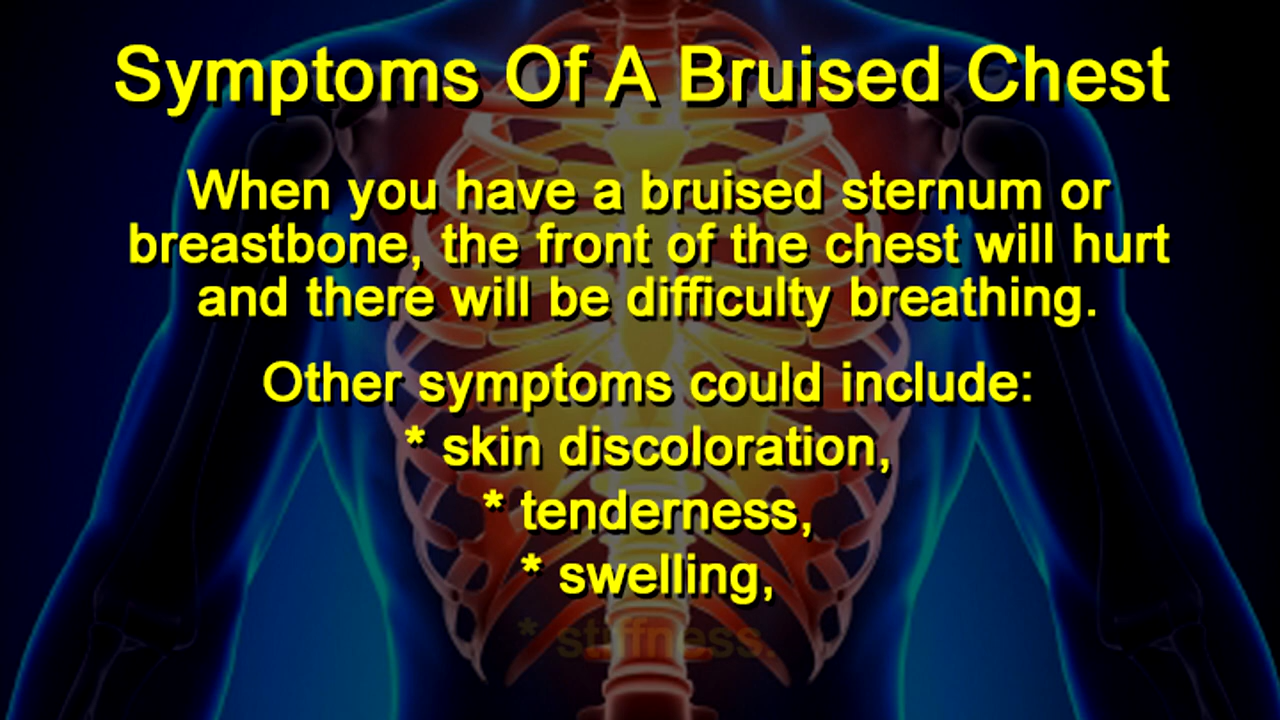 Symptoms Of A Bruised Chest
When you have a bruised sternum or
breastbone, the front of the chest will hurt
and there will be difficulty breathing.
Other symptoms could include:
* skin discoloration,
* tenderness,
* swelling,
* stiffness.